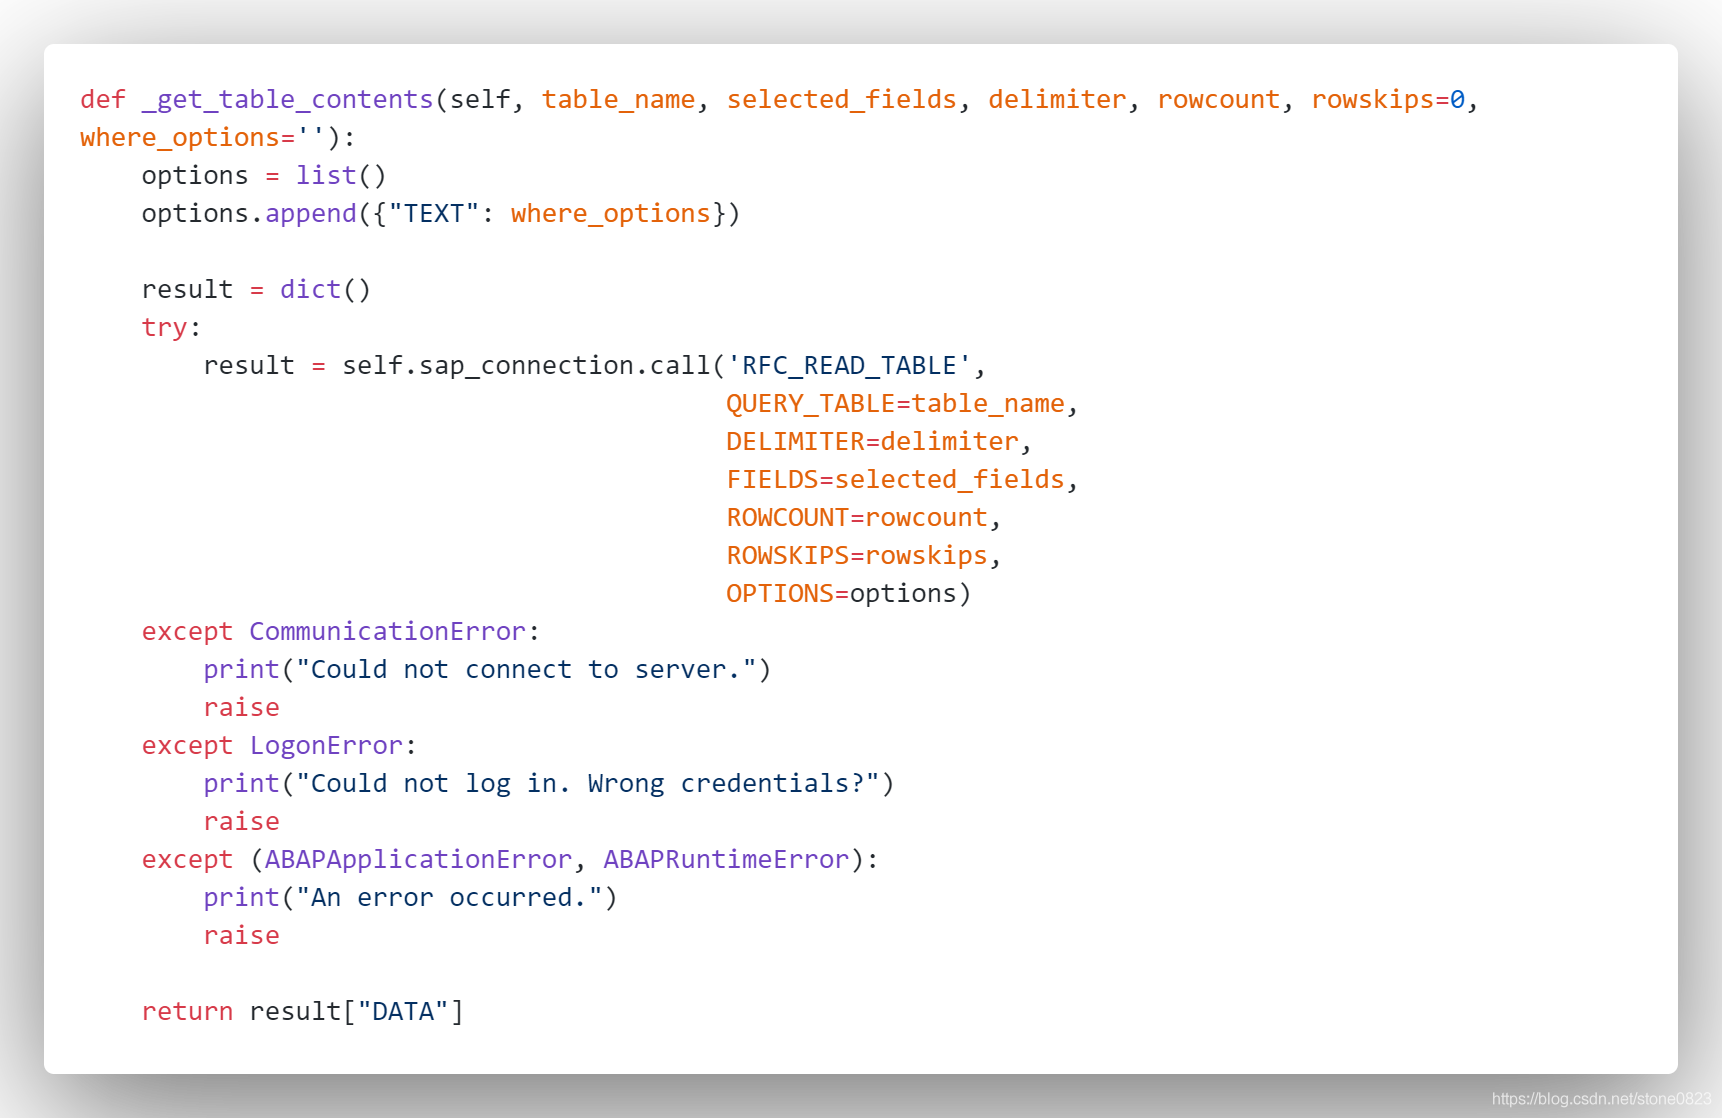 def _get_table_contents(self, table_name, selected_fields, delimiter, rowcount, rowskips=0,
where_options=''):
    options = list()
    options.append({"TEXT": where_options})

    result = dict()
    try:
        result = self.sap_connection.call('RFC_READ_TABLE',
                                          QUERY_TABLE=table_name,
                                          DELIMITER=delimiter,
                                          FIELDS=selected_fields,
                                          ROWCOUNT=rowcount,
                                          ROWSKIPS=rowskips,
                                          OPTIONS=options)
    except CommunicationError:
        print("Could not connect to server.")
        raise
    except LogonError:
        print("Could not log in. Wrong credentials?")
        raise
    except (ABAPApplicationError, ABAPRuntimeError):
        print("An error occurred.")
        raise

    return result["DATA"]
https://blog.csdn.net/stone0823